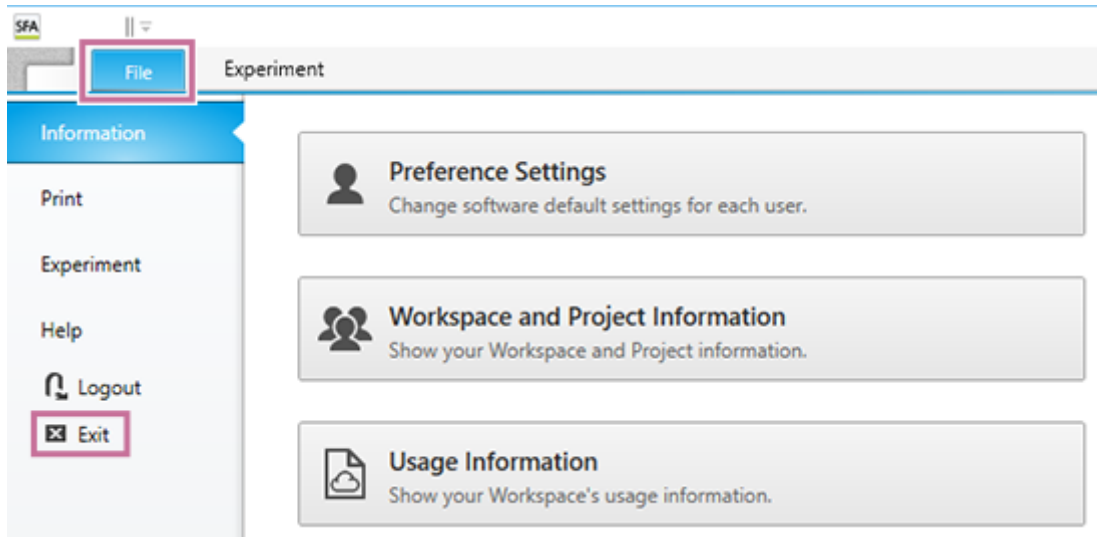 SFA
File
Experiment
Information
Print
Experiment
Help
Logout
Exit
Preference Settings
Change software default settings for each user.
Workspace and Project Information
Show your Workspace and Project information.
Usage Information
Show your Workspace's usage information.